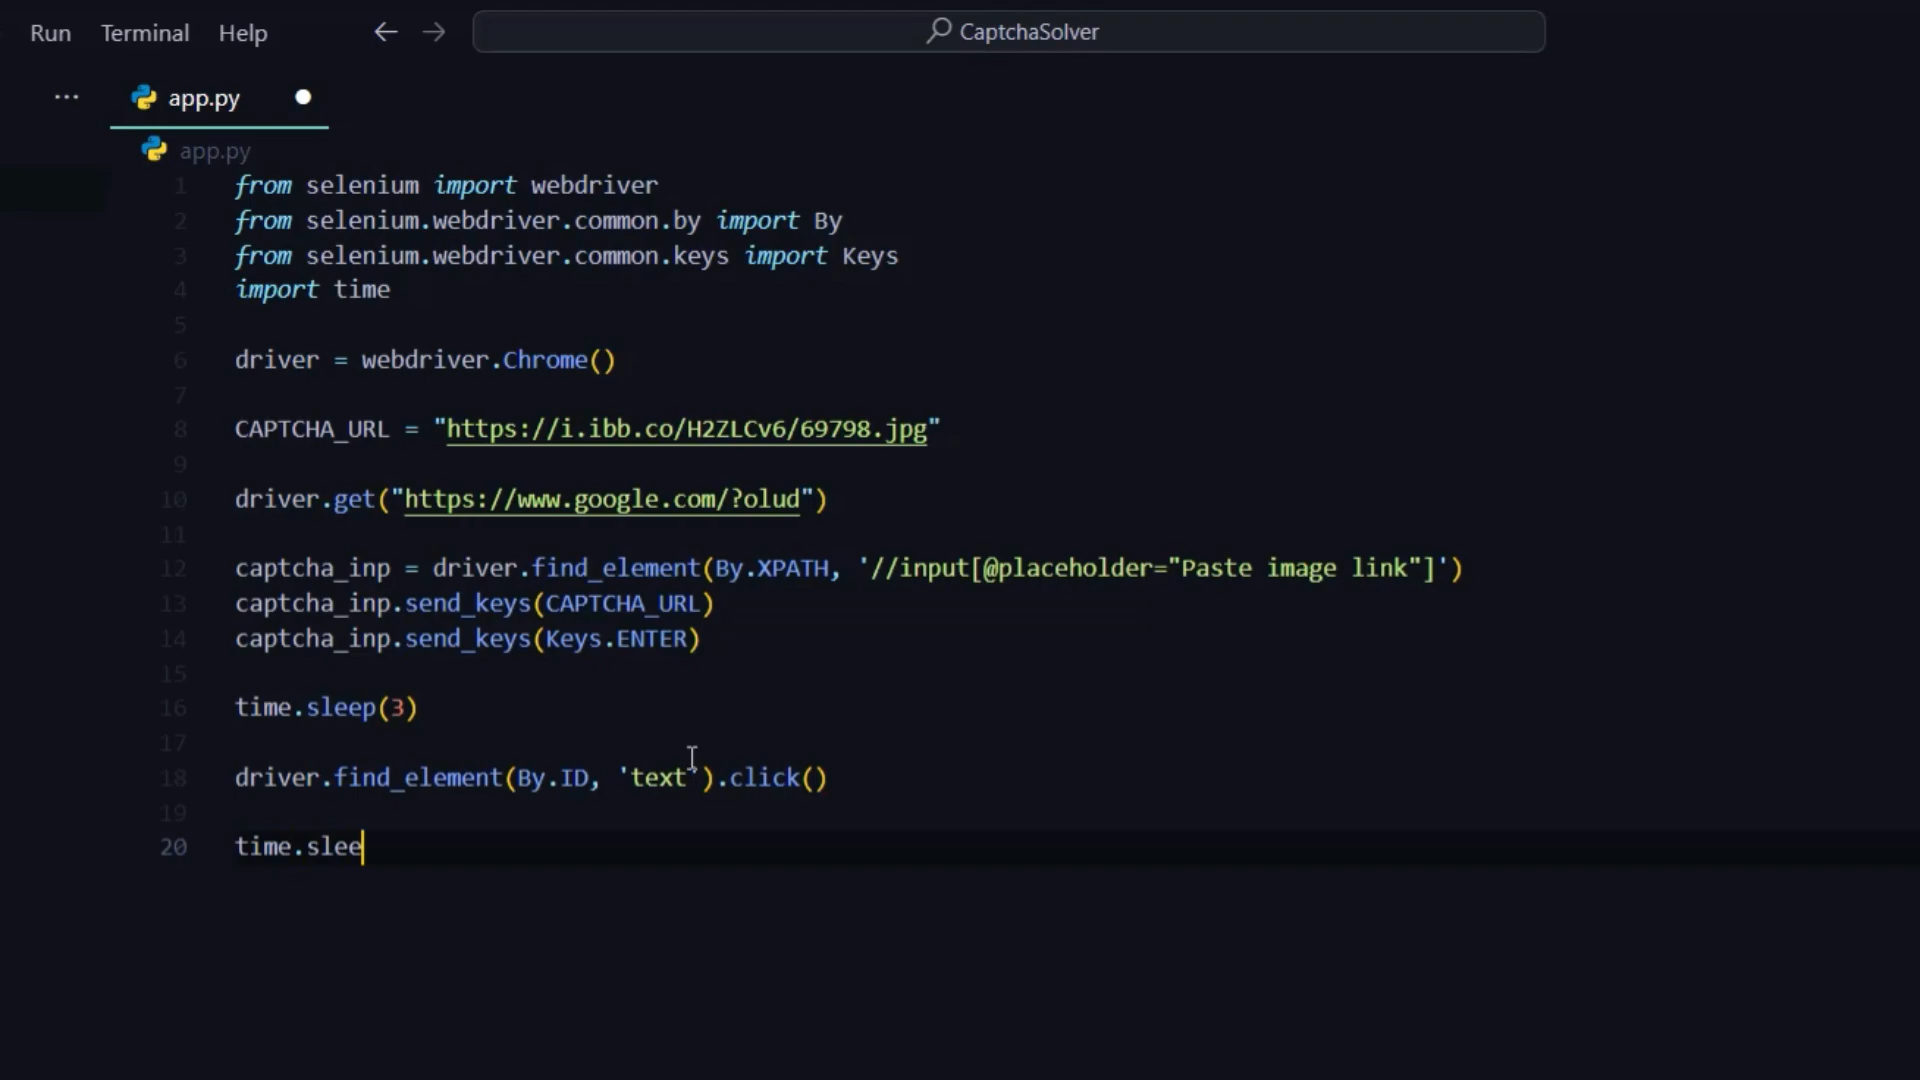 Run Terminal Help ← → CaptchaSolver
... app.py
app.py
1 from selenium import webdriver
2 from selenium.webdriver.common.by import By
3 from selenium.webdriver.common.keys import Keys
4 import time
5
6 driver = webdriver.Chrome()
7
8 CAPTCHA_URL = "https://i.ibb.co/H2ZLCv6/69798.jpg"
9
10 driver.get("https://www.google.com/?olud")
11
12 captcha_inp = driver.find_element(By.XPATH, '//input[@placeholder="Paste image link"]')
13 captcha_inp.send_keys(CAPTCHA_URL)
14 captcha_inp.send_keys(Keys.ENTER)
15
16 time.sleep(3)
17
18 driver.find_element(By.ID, 'text').click()
19
20 time.slee